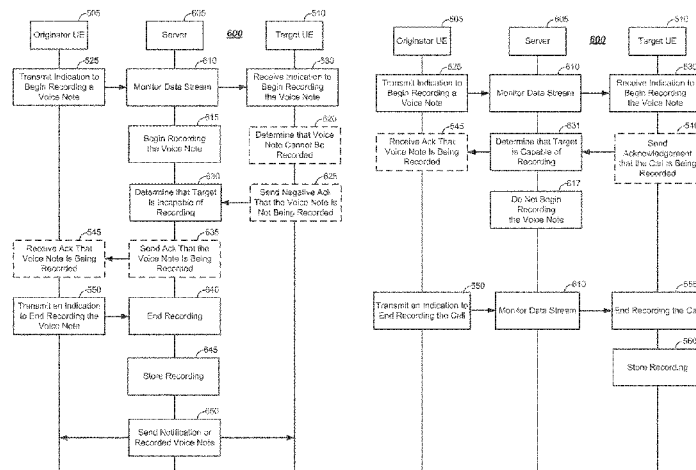 505
605
600
510
Originator UE
Server
Target UE
525
610
530
Transmit Indication to
Begin Recording a
Voice Note
Monitor Data Stream
Receive Indication to
Begin Recording
the Voice Note
615
620
Begin Recording
the Voice Note
Determine that Voice
Note Cannot Be
Recorded
630
625
Determine that Target
is Incapable of
Recording
Send Negative Ack
That the Voice Note Is
Not Being Recorded
545
635
Receive Ack That
Voice Note Is Being
Recorded
Send Ack That the
Voice Note Is Being
Recorded
550
640
Transmit an Indication
to End Recording the
Voice Note
End Recording
645
Store Recording
650
Send Notification or
Recorded Voice Note
505
605
600
510
Originator UE
Server
Target UE
525
610
530
Transmit Indication to
Begin Recording a
Voice Note
Monitor Data Stream
Receive Indication to
Begin Recording
the Voice Note
545
631
540
Receive Ack That
Voice Note Is Being
Recorded
Determine that Target
is Capable of
Recording
Send
Acknowledgement
that the Call is Being
Recorded
617
Do Not Begin
Recording
the Voice Note
550
610
555
Transmit an Indication to
End Recording the Call
Monitor Data Stream
End Recording the Call
560
Store Recording